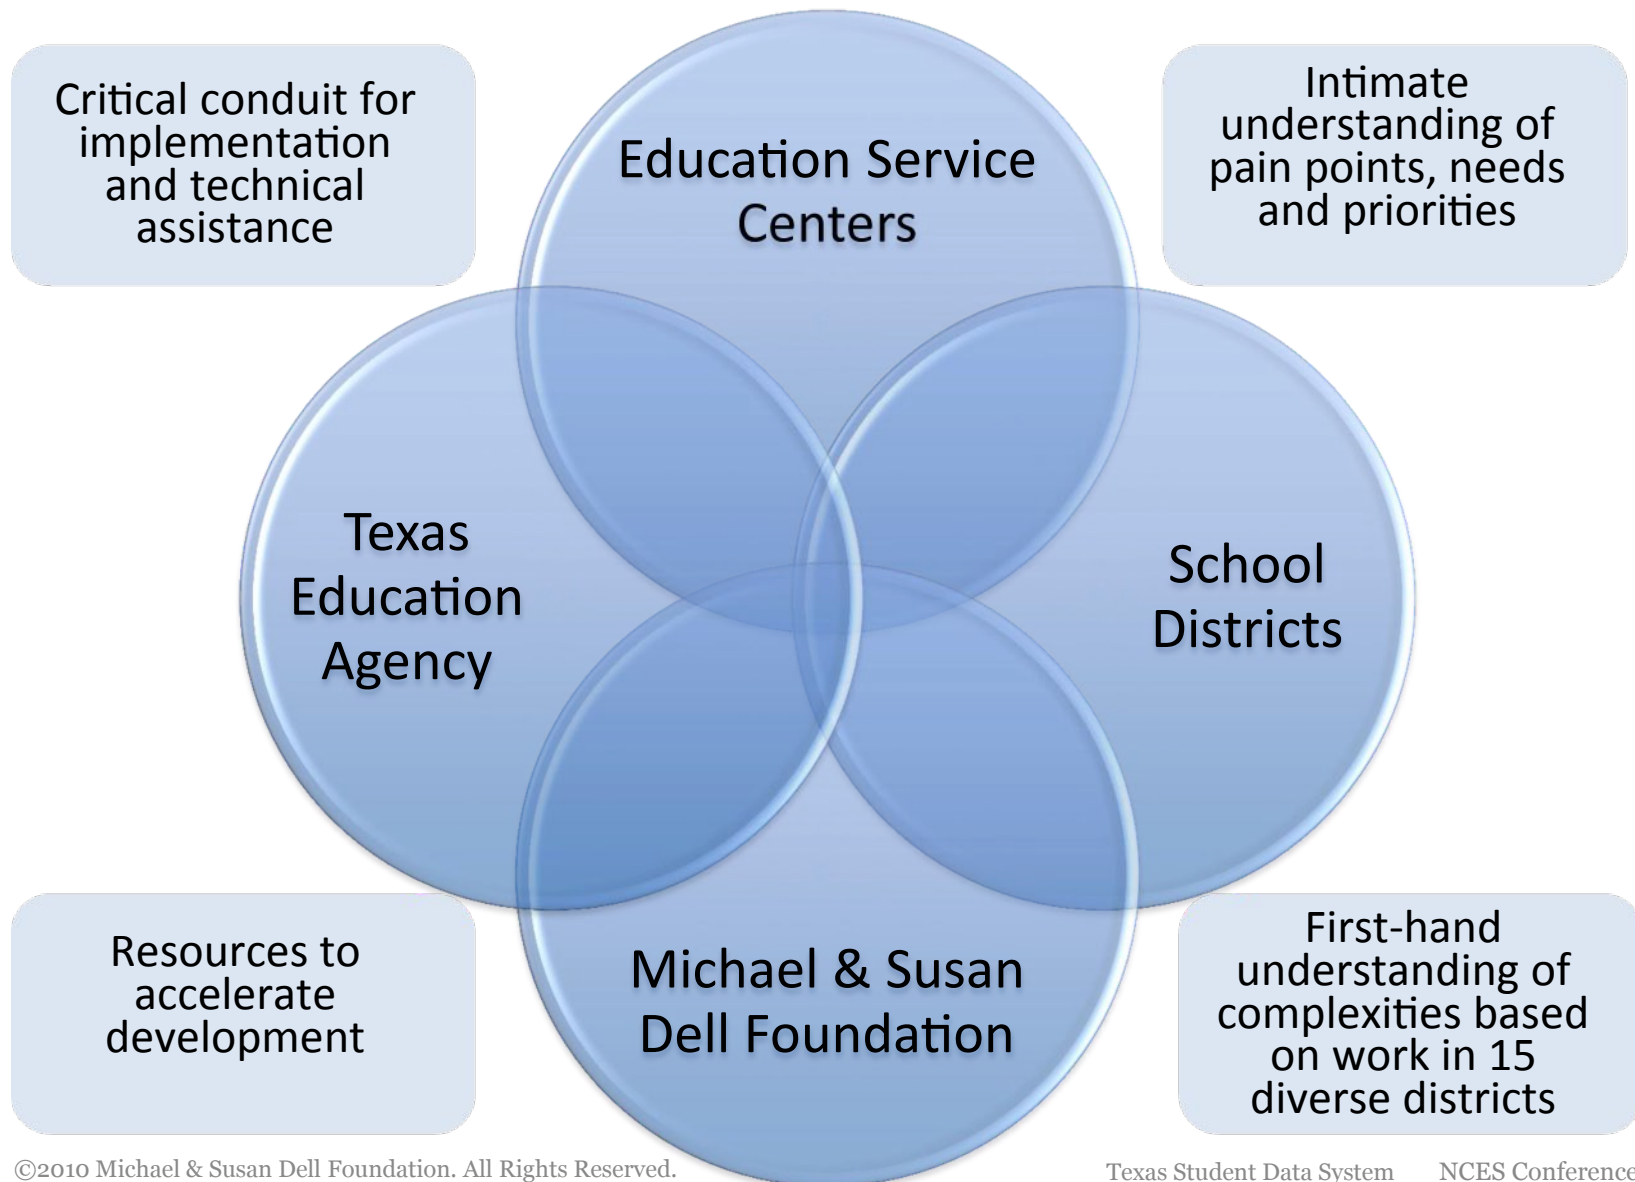 Critical conduit for
implementation
and technical
assistance
Education Service
Centers
Intimate
understanding of
pain points, needs
and priorities
Texas
Education
Agency
School
Districts
Resources to
accelerate
development
Michael & Susan
Dell Foundation
First-hand
understanding of
complexities based
on work in 15
diverse districts
©2010 Michael & Susan Dell Foundation. All Rights Reserved.
Texas Student Data System NCES Conference